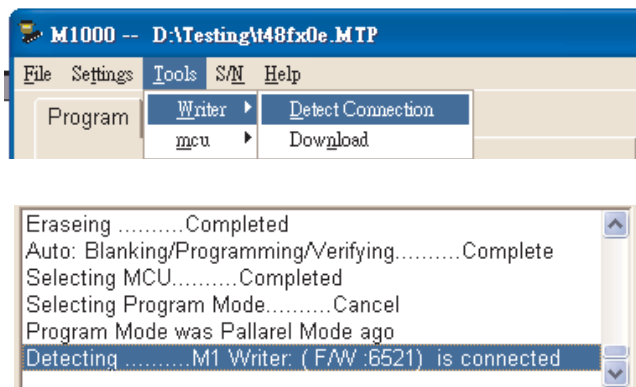 M1000 -- D:\Testing\t48fx0e.MTP
File Settings Tools S/N Help
Program Writer Detect Connection
mcu Download
Eraseing ..........Completed
Auto: Blanking/Programming/Verifying..........Complete
Selecting MCU..........Completed
Selecting Program Mode..........Cancel
Program Mode was Pallarel Mode ago
Detecting ..........M1 Writer: ( F/W :6521) is connected